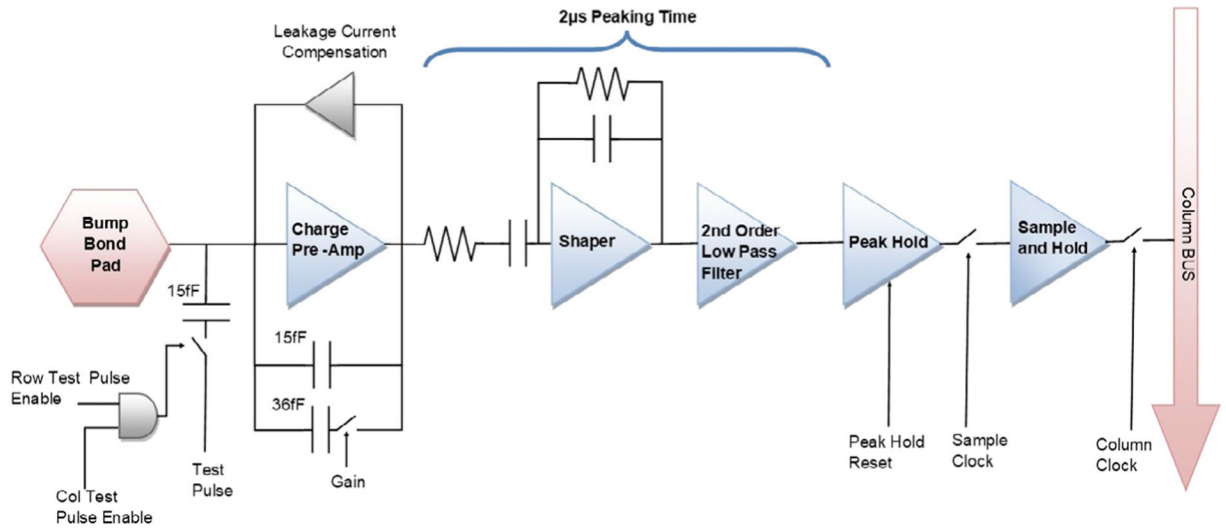 2µs Peaking Time
Leakage Current
Compensation
Bump
Bond
Pad
Charge
Pre -Amp
Shaper
2nd Order
Low Pass
Filter
Peak Hold
Sample
and Hold
Column BUS
15fF
15fF
36fF
Row Test Pulse
Enable
Col Test
Pulse Enable
Test
Pulse
Gain
Peak Hold
Reset
Sample
Clock
Column
Clock